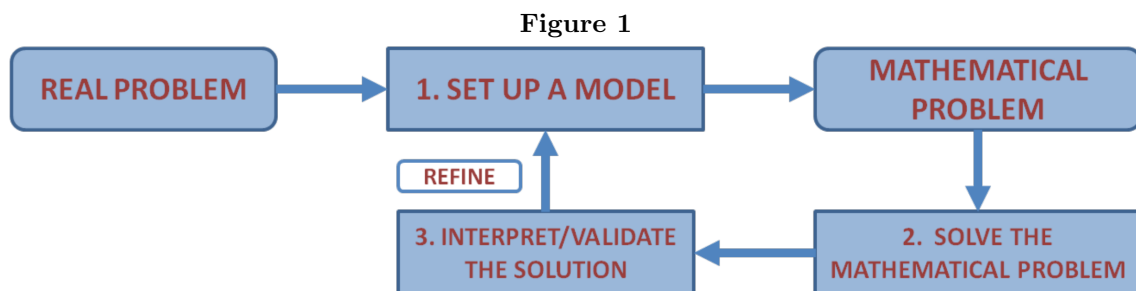 Figure 1
REAL PROBLEM
1. SET UP A MODEL
MATHEMATICAL
PROBLEM
REFINE
3. INTERPRET/VALIDATE
THE SOLUTION
2. SOLVE THE
MATHEMATICAL PROBLEM